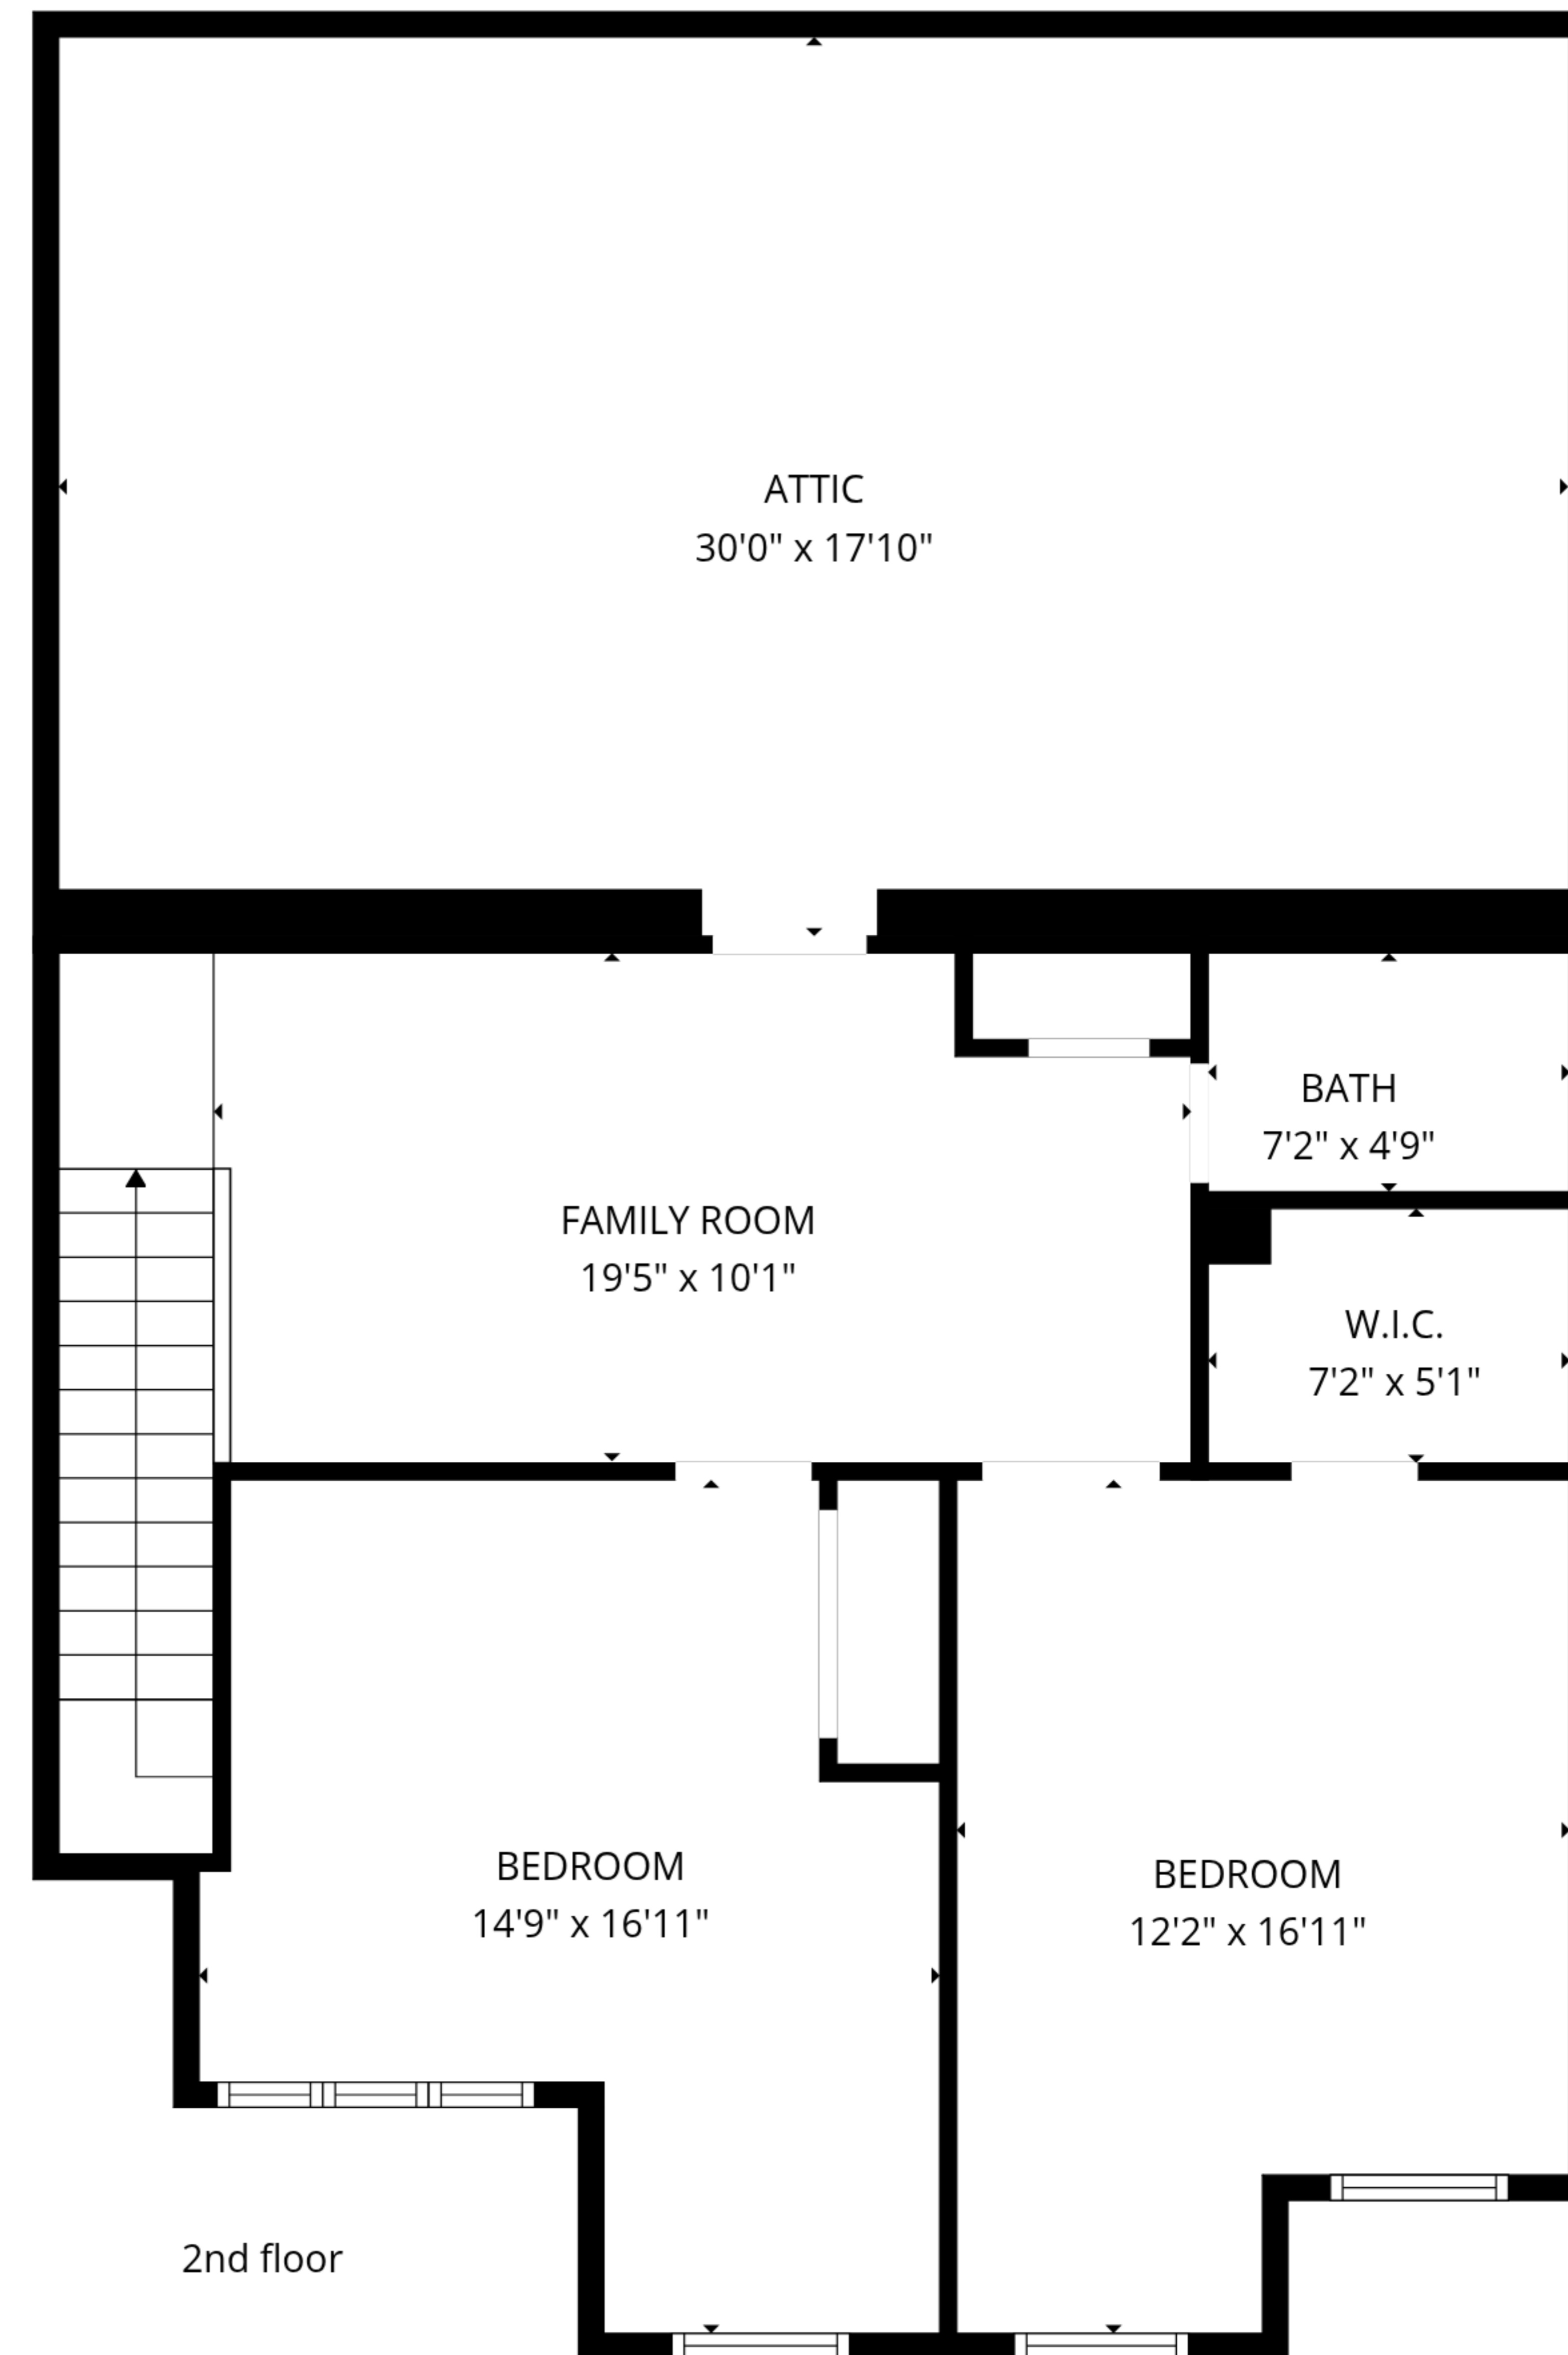 ATTIC
30'0" x 17'10"
BATH
7'2" x 4'9"
FAMILY ROOM
19'5" x 10'1"
W.I.C.
7'2" x 5'1"
BEDROOM
14'9" x 16'11"
BEDROOM
12'2" x 16'11"
2nd floor